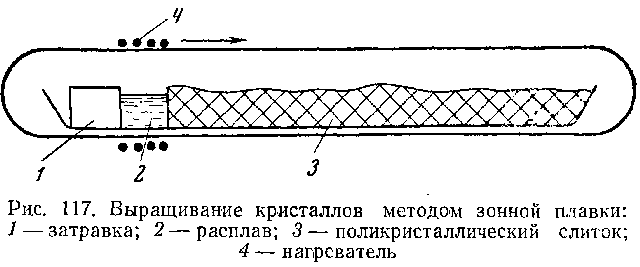 4
1
2
3
Рис. 117. Выращивание кристаллов методом зонной плавки:
1 — затравка; 2 — расплав; 3 — поликристаллический слиток;
4 — нагреватель